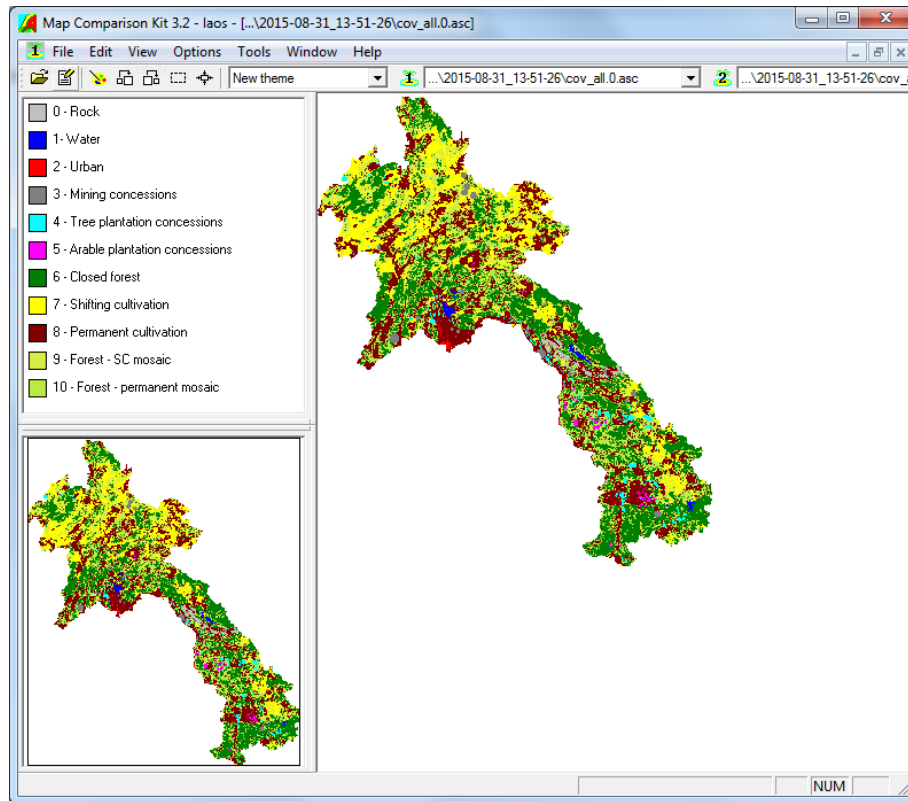 Map Comparison Kit 3.2 - laos - [...\2015-08-31_13-51-26\cov_all.0.asc]
1 File Edit View Options Tools Window Help
New theme 1 ...\2015-08-31_13-51-26\cov_all.0.asc 2 ...\2015-08-31_13-51-26\cov_a
0 - Rock
1- Water
2 - Urban
3 - Mining concessions
4 - Tree plantation concessions
5 - Arable plantation concessions
6 - Closed forest
7 - Shifting cultivation
8 - Permanent cultivation
9 - Forest - SC mosaic
10 - Forest - permanent mosaic
NUM